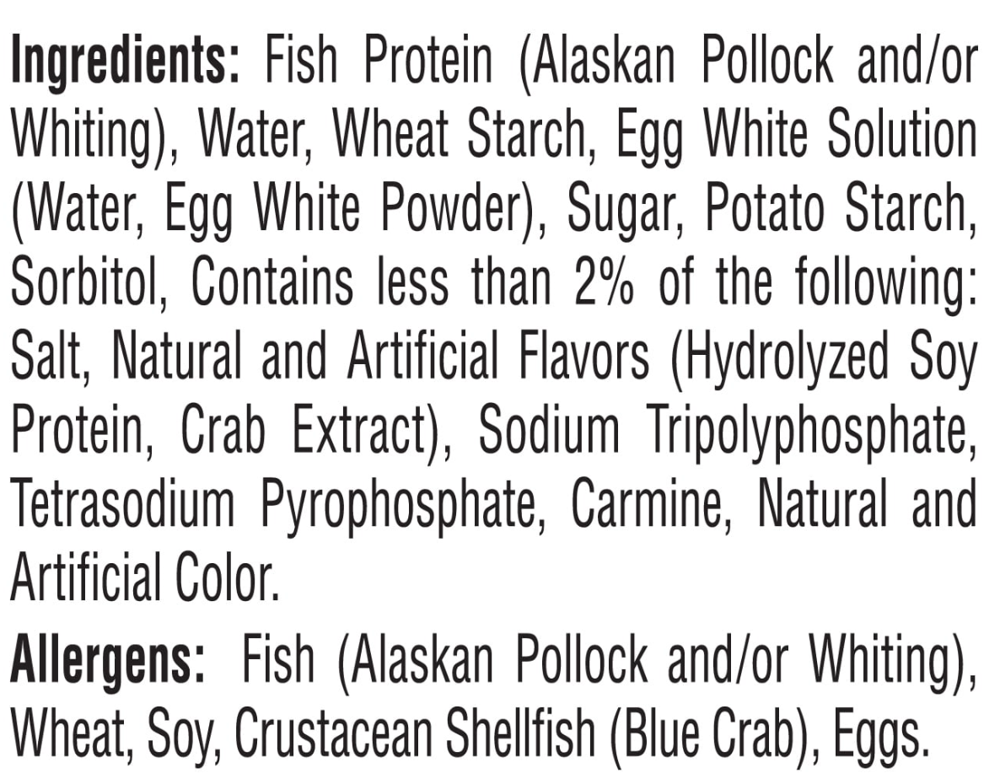 Ingredients: Fish Protein (Alaskan Pollock and/or
Whiting), Water, Wheat Starch, Egg White Solution
(Water, Egg White Powder), Sugar, Potato Starch,
Sorbitol, Contains less than 2% of the following:
Salt, Natural and Artificial Flavors (Hydrolyzed Soy
Protein, Crab Extract), Sodium Tripolyphosphate,
Tetrasodium Pyrophosphate, Carmine, Natural and
Artificial Color.
Allergens: Fish (Alaskan Pollock and/or Whiting),
Wheat, Soy, Crustacean Shellfish (Blue Crab), Eggs.